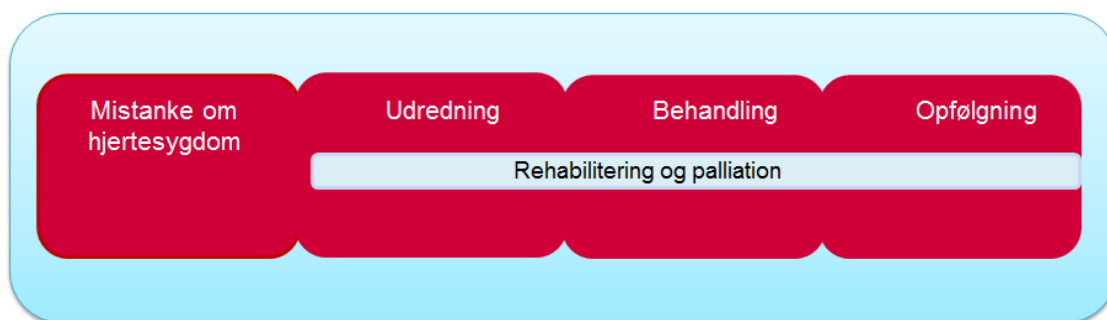 Mistanke om
hjertesygdom
Udredning
Behandling
Opfølgning
Rehabilitering og palliation